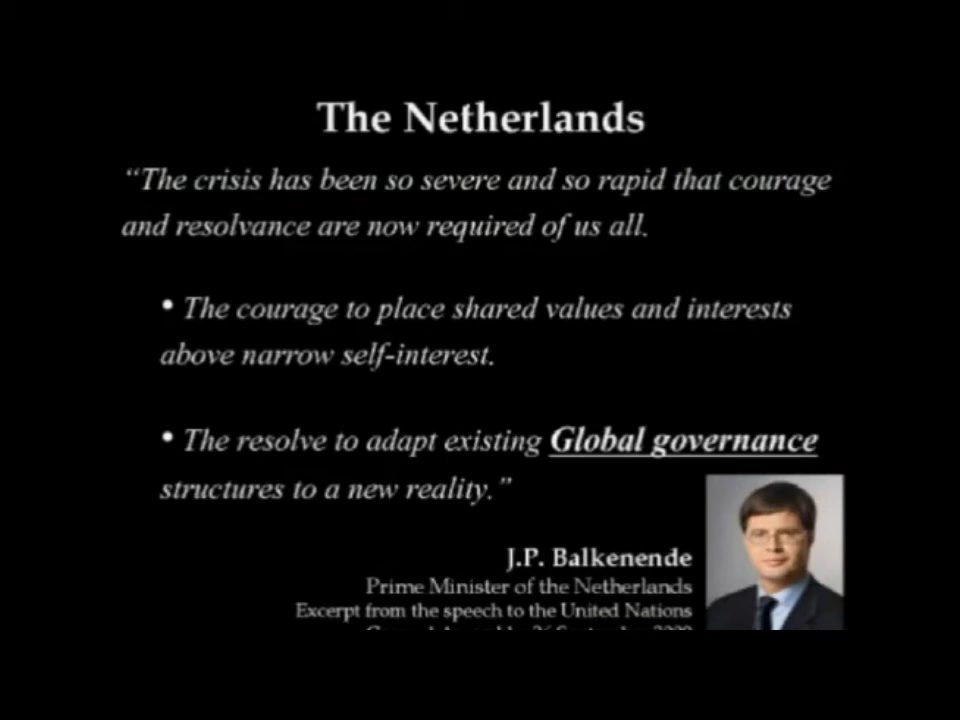 The Netherlands
“The crisis has been so severe and so rapid that courage
and resolvance are now required of us all.
• The courage to place shared values and interests
above narrow self-interest.
• The resolve to adapt existing Global governance
structures to a new reality.”
J.P. Balkenende
Prime Minister of the Netherlands
Excerpt from the speech to the United Nations